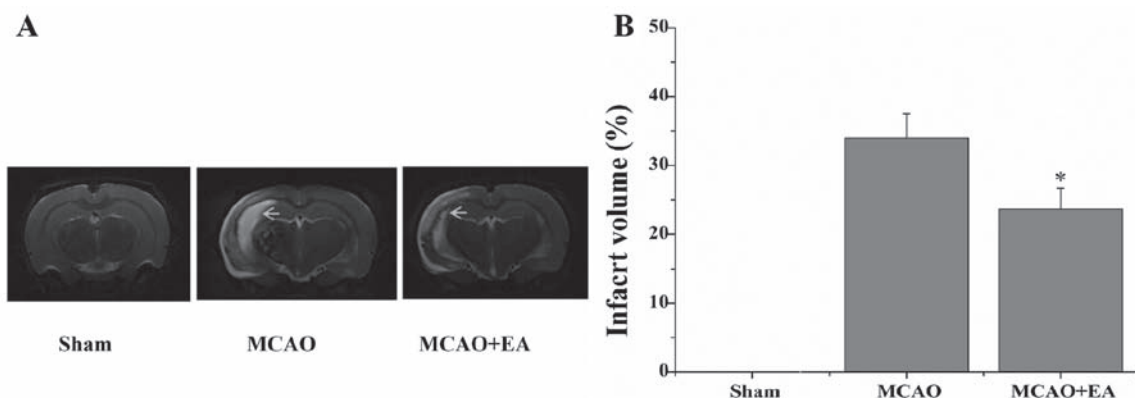 A
Sham
MCAO
MCAO+EA
B
Infacrt volume (%)
50
40
30
20
10
0
*
Sham
MCAO
MCAO+EA